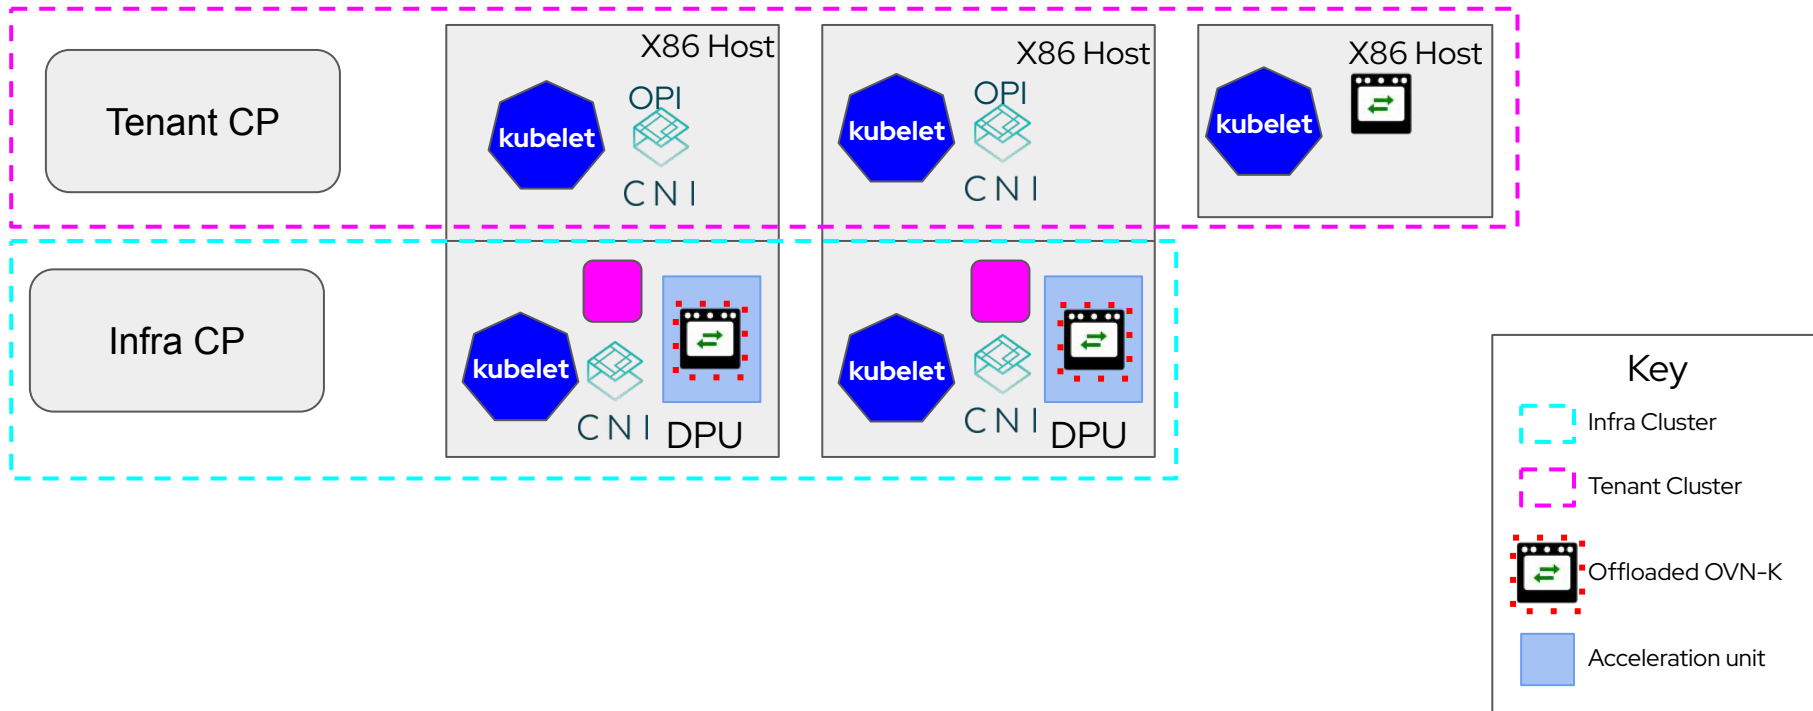 Tenant CP
X86 Host
kubelet
OPI
CNI
X86 Host
kubelet
OPI
CNI
X86 Host
kubelet
Infra CP
kubelet
CNI
DPU
kubelet
CNI
DPU
Key
Infra Cluster
Tenant Cluster
Offloaded OVN-K
Acceleration unit